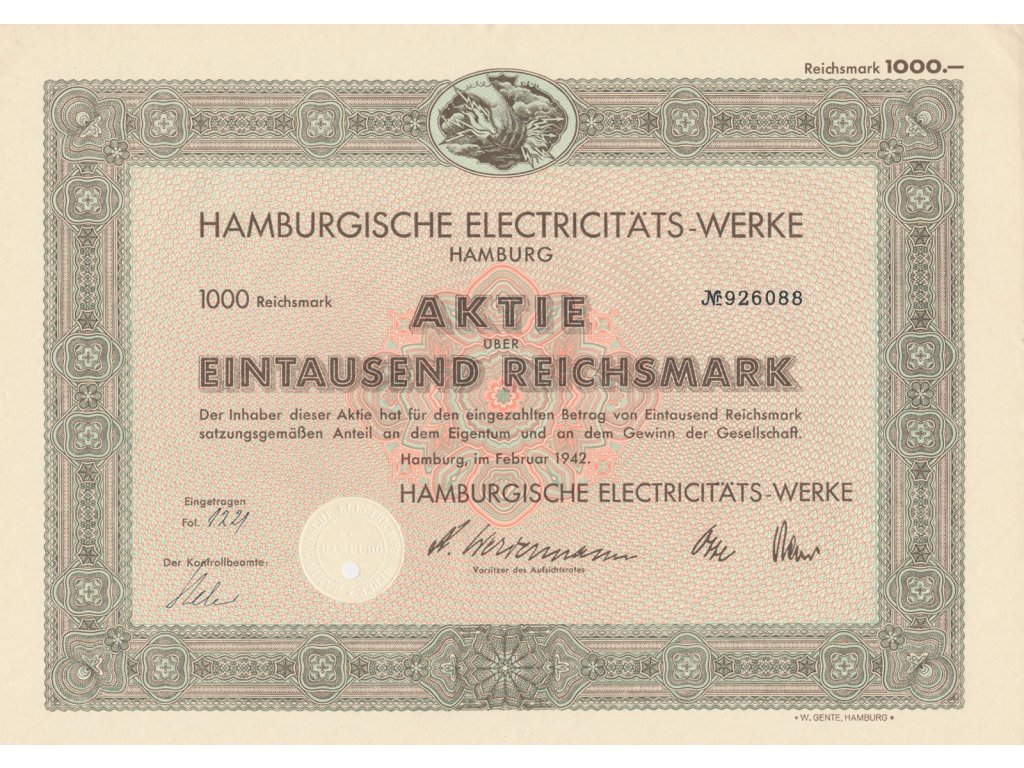 Reichsmark 1000.—
HAMBURGISCHE ELECTRICITÄTS-WERKE
HAMBURG
1000 Reichsmark
AKTIE
№ 926088
ÜBER
EINTAUSEND REICHSMARK
Der Inhaber dieser Aktie hat für den eingezahlten Betrag von Eintausend Reichsmark
satzungsgemäßen Anteil an dem Eigentum und an dem Gewinn der Gesellschaft.
Hamburg, im Februar 1942.
HAMBURGISCHE ELECTRICITÄTS-WERKE
Eingetragen
Fol. 1221
HAMBURG
Vorsitzer des Aufsichtsrates
Der Kontrollbeamte:
* W. GENTE, HAMBURG *